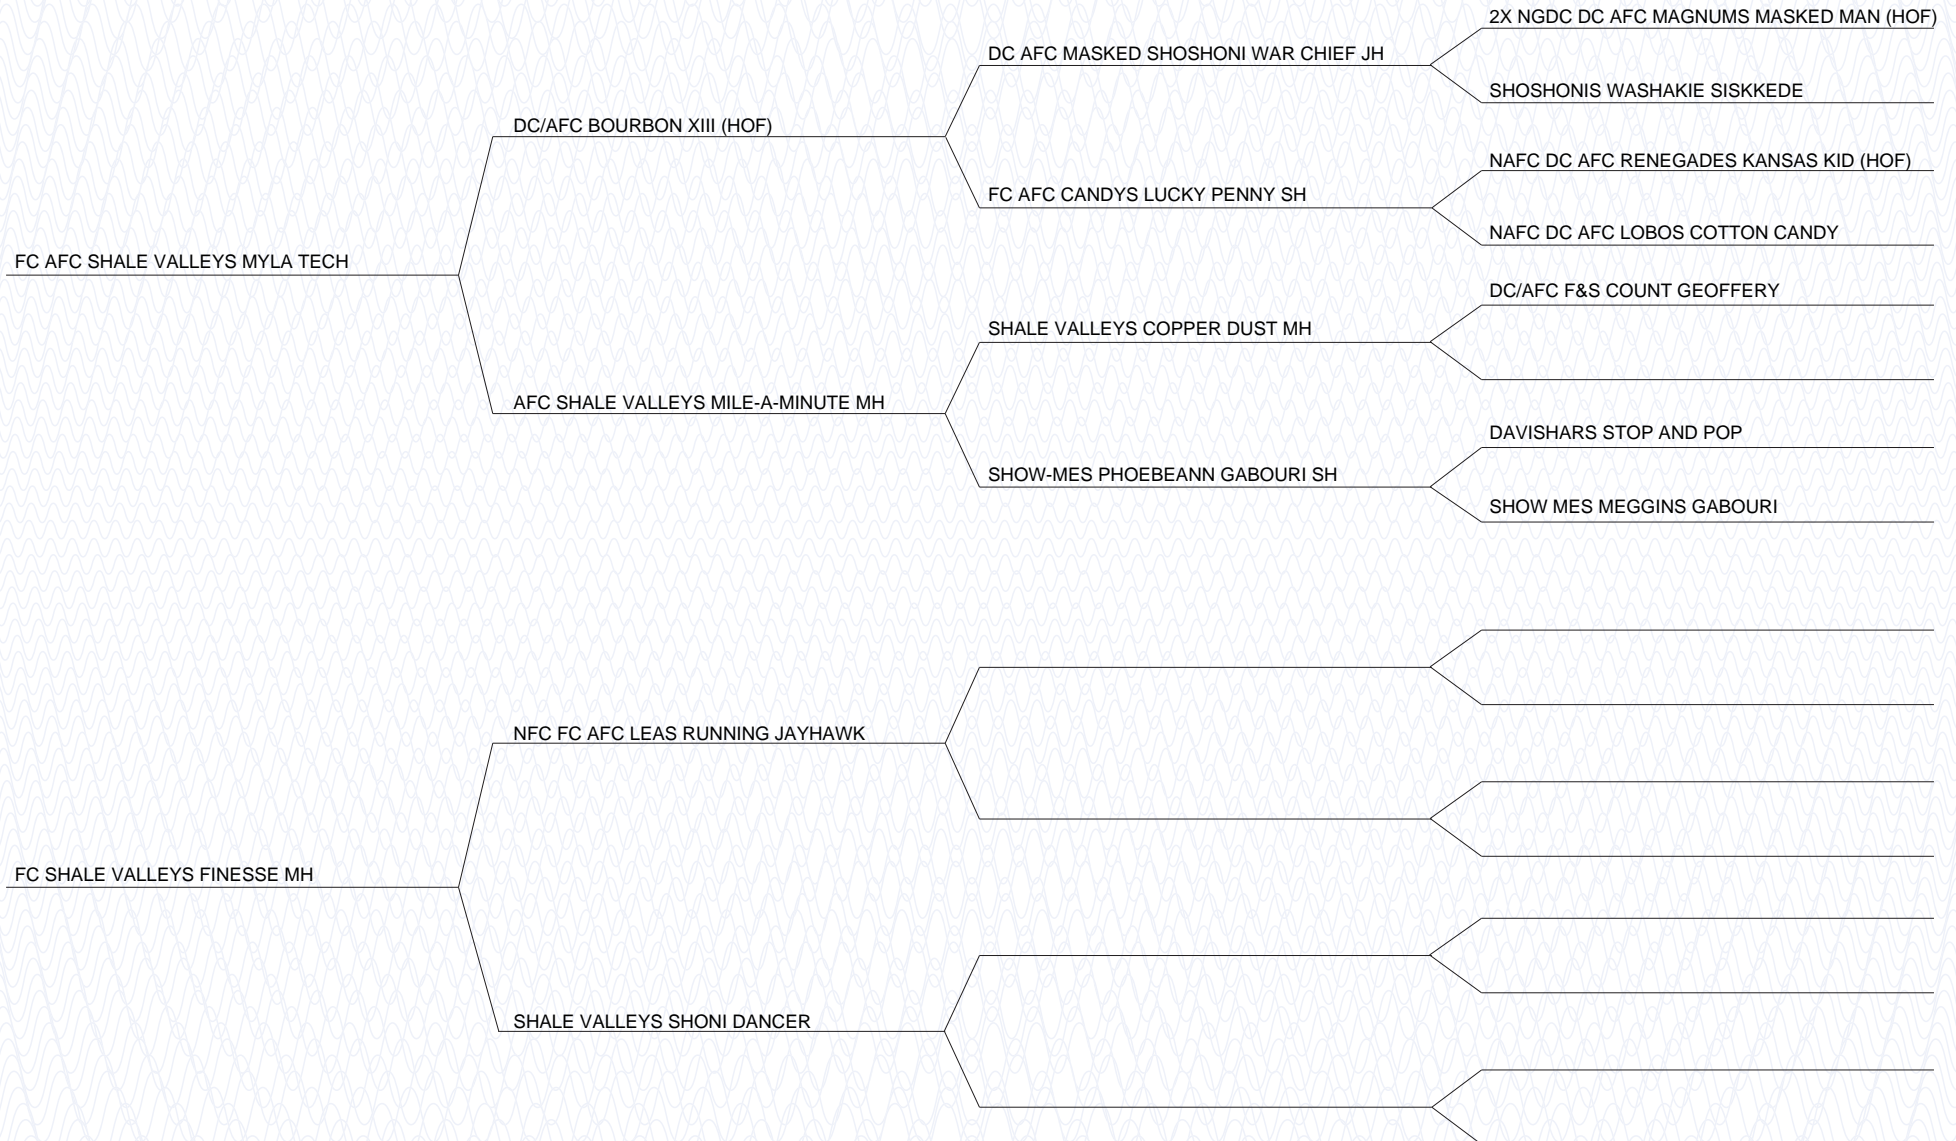 2X NGDC DC AFC MAGNUMS MASKED MAN (HOF)
DC AFC MASKED SHOSHONI WAR CHIEF JH
SHOSHONIS WASHAKIE SISKKEDE
DC/AFC BOURBON XIII (HOF)
NAFC DC AFC RENEGADES KANSAS KID (HOF)
FC AFC CANDYS LUCKY PENNY SH
NAFC DC AFC LOBOS COTTON CANDY
FC AFC SHALE VALLEYS MYLA TECH
DC/AFC F&S COUNT GEOFFERY
SHALE VALLEYS COPPER DUST MH
AFC SHALE VALLEYS MILE-A-MINUTE MH
DAVISHARS STOP AND POP
SHOW-MES PHOEBEANN GABOURI SH
SHOW MES MEGGINS GABOURI
NFC FC AFC LEAS RUNNING JAYHAWK
FC SHALE VALLEYS FINESSE MH
SHALE VALLEYS SHONI DANCER